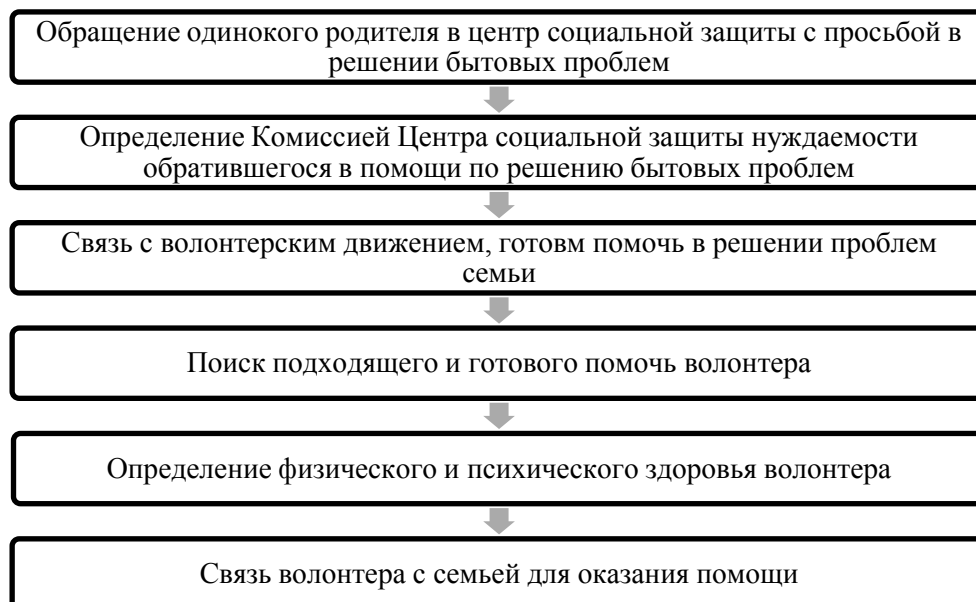 Обращение одинокого родителя в центр социальной защиты с просьбой в
решении бытовых проблем
Определение Комиссией Центра социальной защиты нуждаемости
обратившегося в помощи по решению бытовых проблем
Связь с волонтерским движением, готовм помочь в решении проблем
семьи
Поиск подходящего и готового помочь волонтера
Определение физического и психического здоровья волонтера
Связь волонтера с семьей для оказания помощи